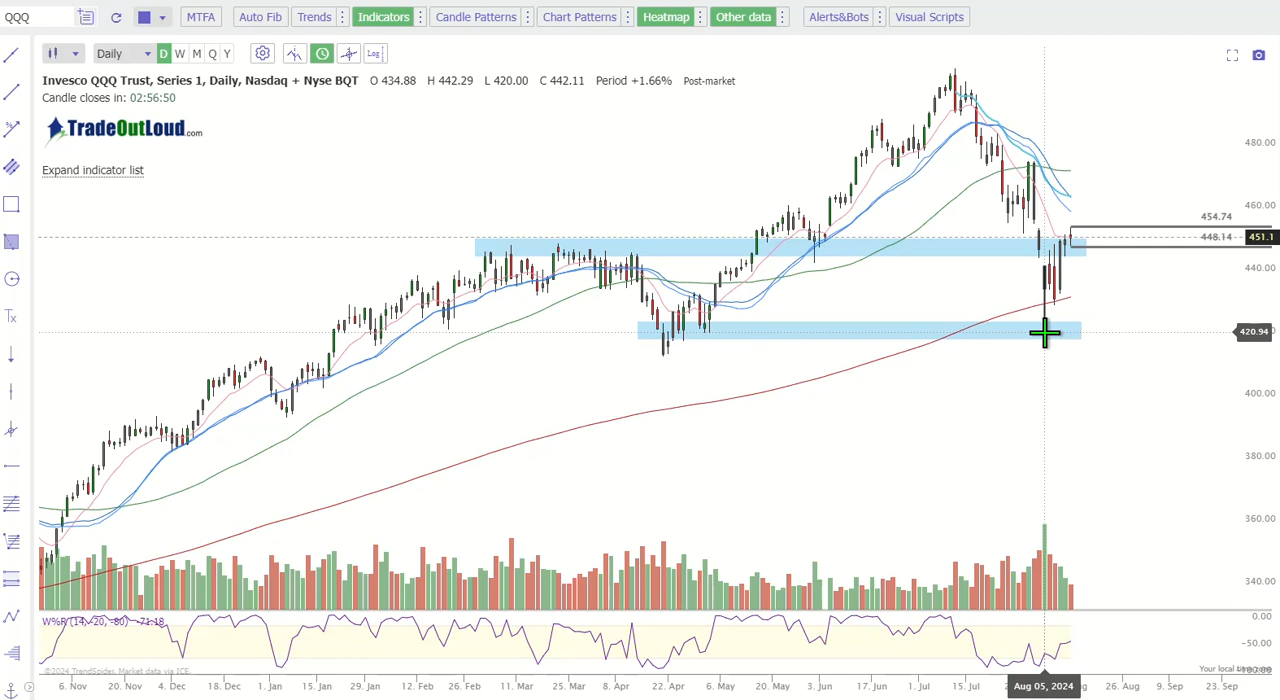 QQQ
MTFA
Auto Fib
Trends
Indicators
Candle Patterns
Chart Patterns
Heatmap
Other data
Alerts&Bots
Visual Scripts
Daily D W M Q Y
Log
Invesco QQQ Trust, Series 1, Daily, Nasdaq + Nyse BQT O 434.88 H 442.29 L 420.00 C 442.11 Period +1.66% Post-market
Candle closes in: 02:56:50
TradeOutLoud.com
Expand indicator list
480.00
460.00
454.74
448.14
451.1
440.00
420.94
400.00
380.00
360.00
340.00
W%R (14, -20, -80) -71.18
0.00
-50.00
©2024 TrendSpider. Market data via ICE.
Your local time
6. Nov 20. Nov 4. Dec 18. Dec 1. Jan 15. Jan 29. Jan 12. Feb 26. Feb 11. Mar 25. Mar 8. Apr 22. Apr 6. May 20. May 3. Jun 17. Jun 1. Jul 15. Jul Aug 05, 2024 26. Aug 9. Sep 23. Sep